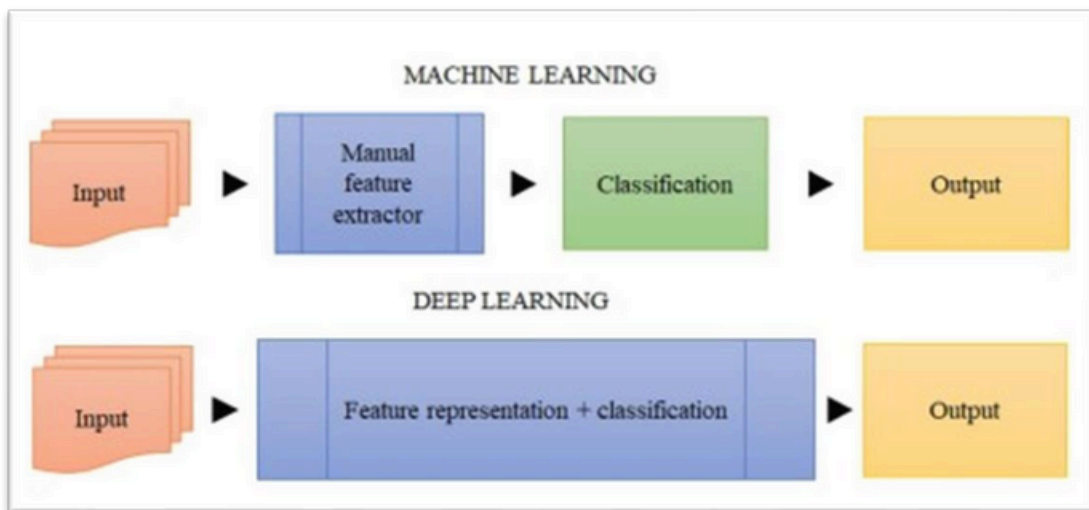 MACHINE LEARNING
Input
Manual
feature
extractor
Classification
Output
DEEP LEARNING
Input
Feature representation + classification
Output